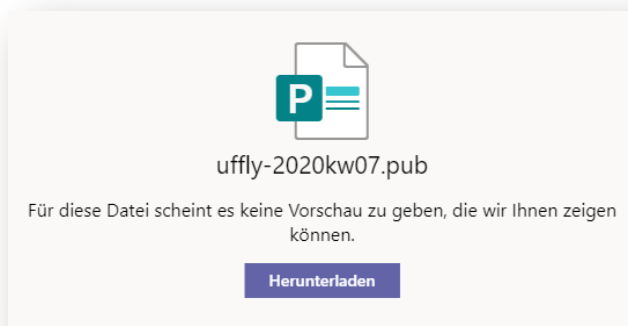 P
uffly-2020kw07.pub
Für diese Datei scheint es keine Vorschau zu geben, die wir Ihnen zeigen
können.
Herunterladen